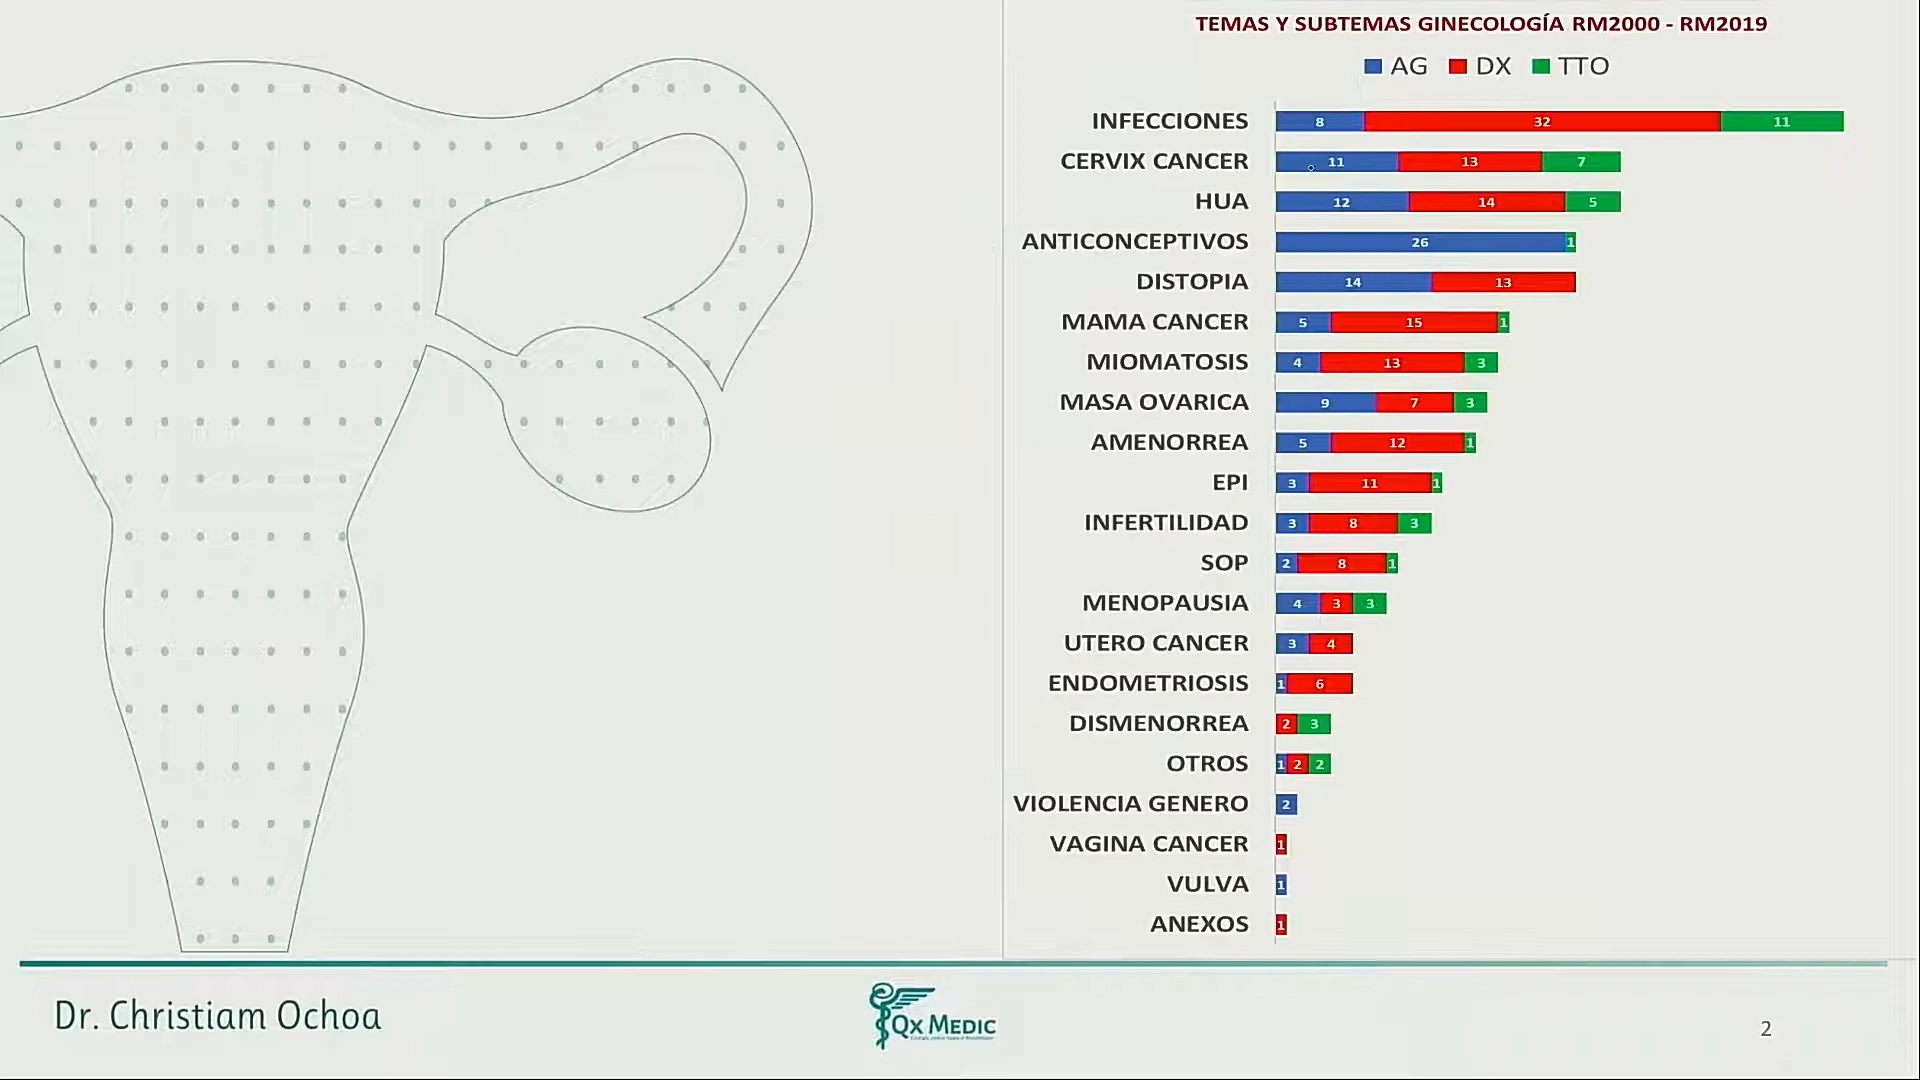 TEMAS Y SUBTEMAS GINECOLOGÍA RM2000 - RM2019
AG DX TTO
INFECCIONES 8 32 11
CERVIX CANCER 11 13 7
HUA 12 14 5
ANTICONCEPTIVOS 26 1
DISTOPIA 14 13
MAMA CANCER 5 15 1
MIOMATOSIS 4 13 3
MASA OVARICA 9 7 3
AMENORREA 5 12 1
EPI 3 11 1
INFERTILIDAD 3 8 3
SOP 2 8 1
MENOPAUSIA 4 3 3
UTERO CANCER 3 4
ENDOMETRIOSIS 1 6
DISMENORREA 2 3
OTROS 1 2 2
VIOLENCIA GENERO 2
VAGINA CANCER 1
VULVA 1
ANEXOS 1
Dr. Christiam Ochoa
QX MEDIC
2